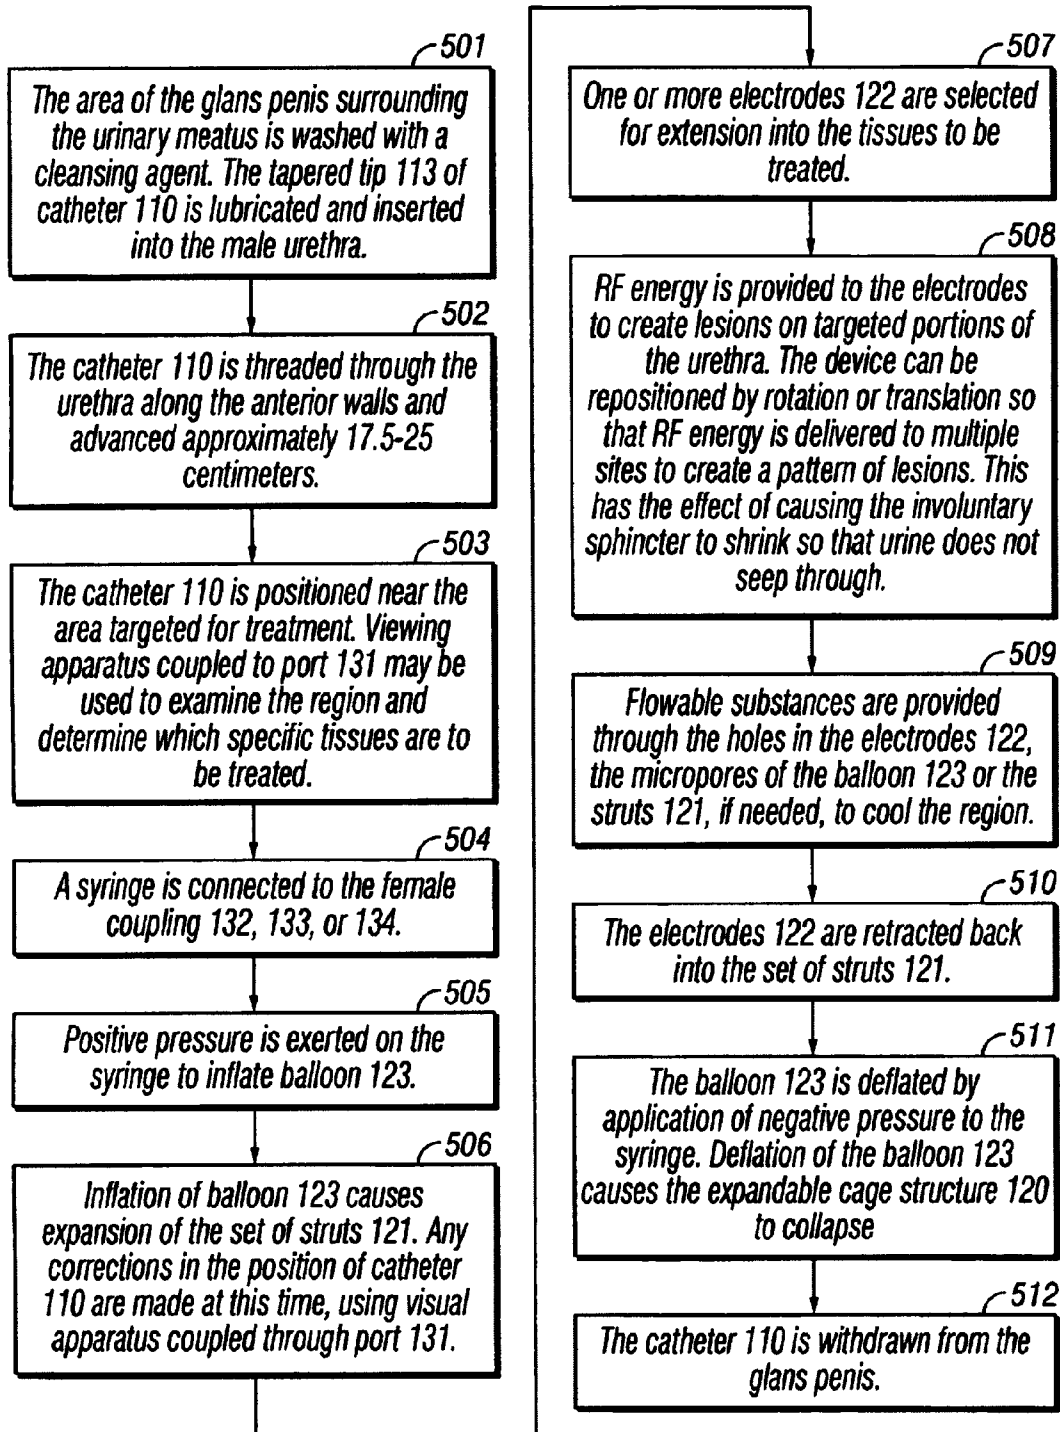 501
The area of the glans penis surrounding
the urinary meatus is washed with a
cleansing agent. The tapered tip 113 of
catheter 110 is lubricated and inserted
into the male urethra.
502
The catheter 110 is threaded through the
urethra along the anterior walls and
advanced approximately 17.5-25
centimeters.
503
The catheter 110 is positioned near the
area targeted for treatment. Viewing
apparatus coupled to port 131 may be
used to examine the region and
determine which specific tissues are to
be treated.
504
A syringe is connected to the female
coupling 132, 133, or 134.
505
Positive pressure is exerted on the
syringe to inflate balloon 123.
506
Inflation of balloon 123 causes
expansion of the set of struts 121. Any
corrections in the position of catheter
110 are made at this time, using visual
apparatus coupled through port 131.
507
One or more electrodes 122 are selected
for extension into the tissues to be
treated.
508
RF energy is provided to the electrodes
to create lesions on targeted portions of
the urethra. The device can be
repositioned by rotation or translation so
that RF energy is delivered to multiple
sites to create a pattern of lesions. This
has the effect of causing the involuntary
sphincter to shrink so that urine does not
seep through.
509
Flowable substances are provided
through the holes in the electrodes 122,
the micropores of the balloon 123 or the
struts 121, if needed, to cool the region.
510
The electrodes 122 are retracted back
into the set of struts 121.
511
The balloon 123 is deflated by
application of negative pressure to the
syringe. Deflation of the balloon 123
causes the expandable cage structure 120
to collapse
512
The catheter 110 is withdrawn from the
glans penis.